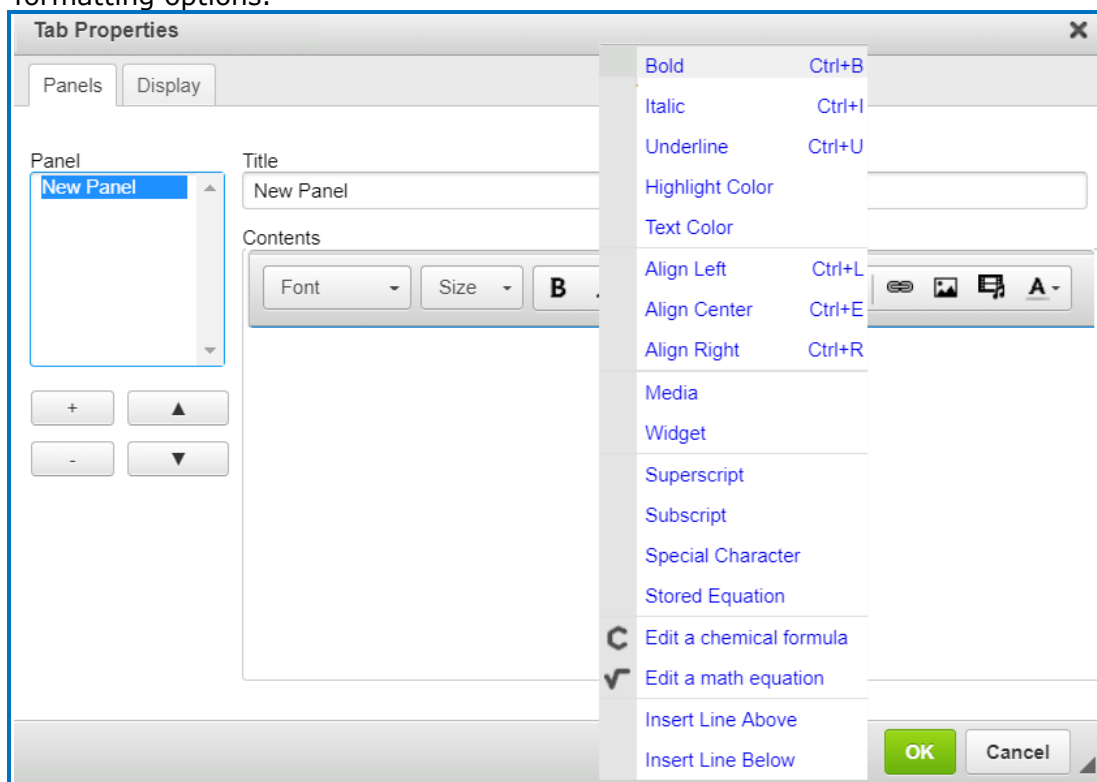 formatting options.
Tab Properties
Panels Display
Panel
New Panel
+
-
Title
New Panel
Contents
Font Size B A
Bold Ctrl+B
Italic Ctrl+I
Underline Ctrl+U
Highlight Color
Text Color
Align Left Ctrl+L
Align Center Ctrl+E
Align Right Ctrl+R
Media
Widget
Superscript
Subscript
Special Character
Stored Equation
Edit a chemical formula
Edit a math equation
Insert Line Above
Insert Line Below
OK Cancel